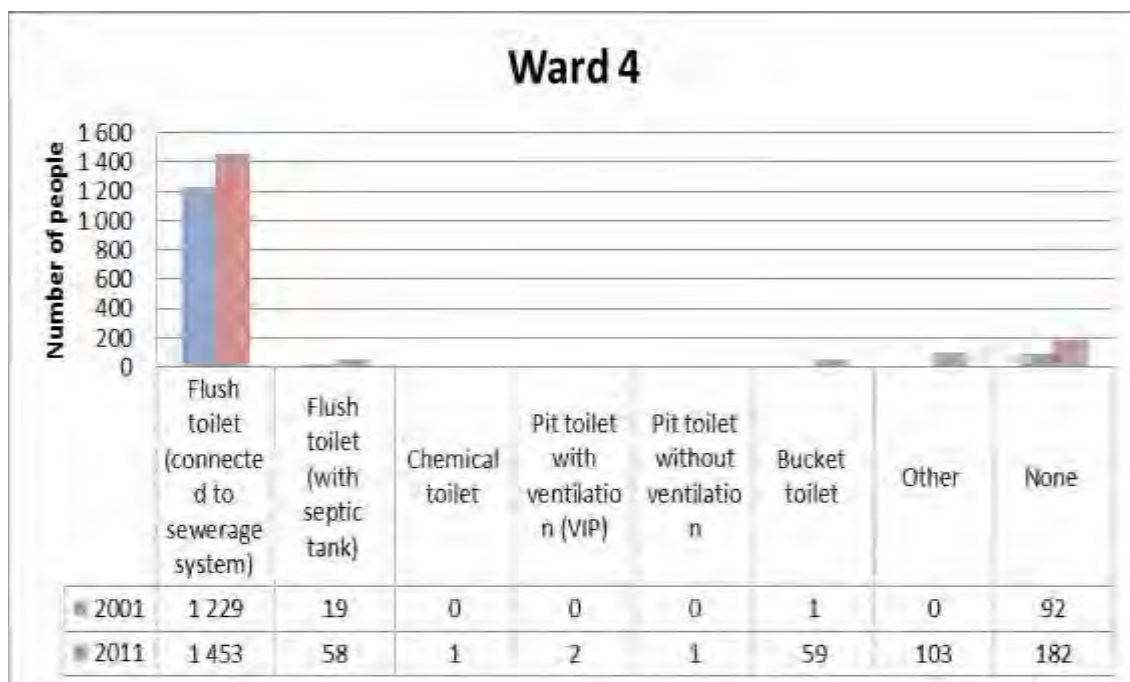 Ward 4
Number of people
1 600
1 400
1 200
1 000
800
600
400
200
0
Flush
toilet
(connecte
d to
sewerage
system)
Flush
toilet
(with
septic
tank)
Chemical
toilet
Pit toilet
with
ventilatio
n (VIP)
Pit toilet
without
ventilatio
n
Bucket
toilet
Other
None
2001 1 229 19 0 0 0 1 0 92
2011 1 453 58 1 2 1 59 103 182